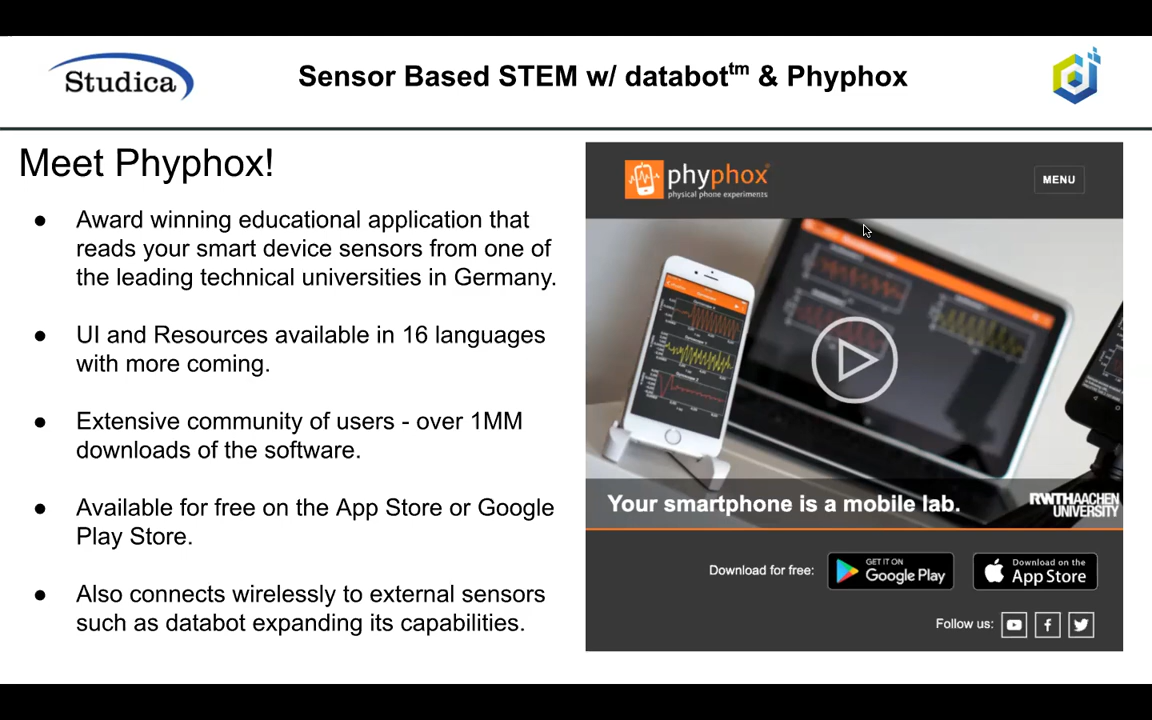 Studica
Sensor Based STEM w/ databot™ & Phyphox
Meet Phyphox!
● Award winning educational application that
reads your smart device sensors from one of
the leading technical universities in Germany.
● UI and Resources available in 16 languages
with more coming.
● Extensive community of users - over 1MM
downloads of the software.
● Available for free on the App Store or Google
Play Store.
● Also connects wirelessly to external sensors
such as databot expanding its capabilities.
phyphox®
physical phone experiments
MENU
Your smartphone is a mobile lab.
RWTHAACHEN
UNIVERSITY
Download for free:
GET IT ON
Google Play
Download on the
App Store
Follow us: